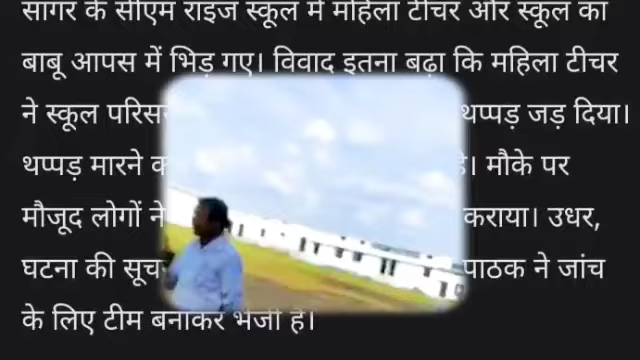 सागर के सीएम राइज स्कूल में महिला टीचर और स्कूल का
बाबू आपस में भिड़ गए। विवाद इतना बढ़ा कि महिला टीचर
ने स्कूल थप्पड़ जड़ दिया।
थप्पड़ मारने मौके पर
मौजूद लोगों ने कराया। उधर,
घटना की पाठक ने जांच
के लिए टीम बनाकर भेजी है।